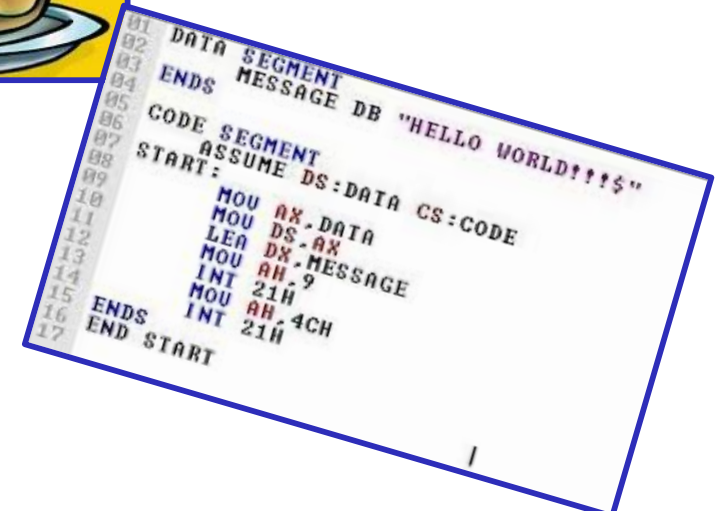 01 DATA SEGMENT
02 MESSAGE DB "HELLO WORLD!!!$"
03 ENDS
04
05 CODE SEGMENT
06 ASSUME DS:DATA CS:CODE
07 START:
08 MOV AX,DATA
09 MOV DS,AX
10 LEA DX,MESSAGE
11 MOV AH,9
12 INT 21H
13 MOV AH,4CH
14 INT 21H
15 ENDS
16 END START
17